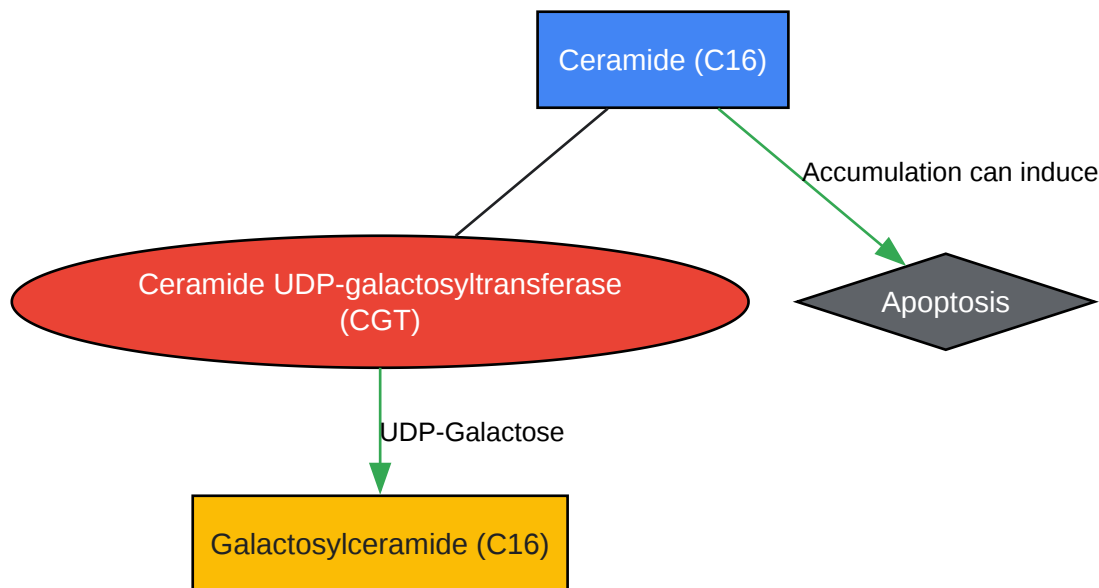 Ceramide (C16)
Accumulation can induce
Ceramide UDP-galactosyltransferase
(CGT)
Apoptosis
UDP-Galactose
Galactosylceramide (C16)